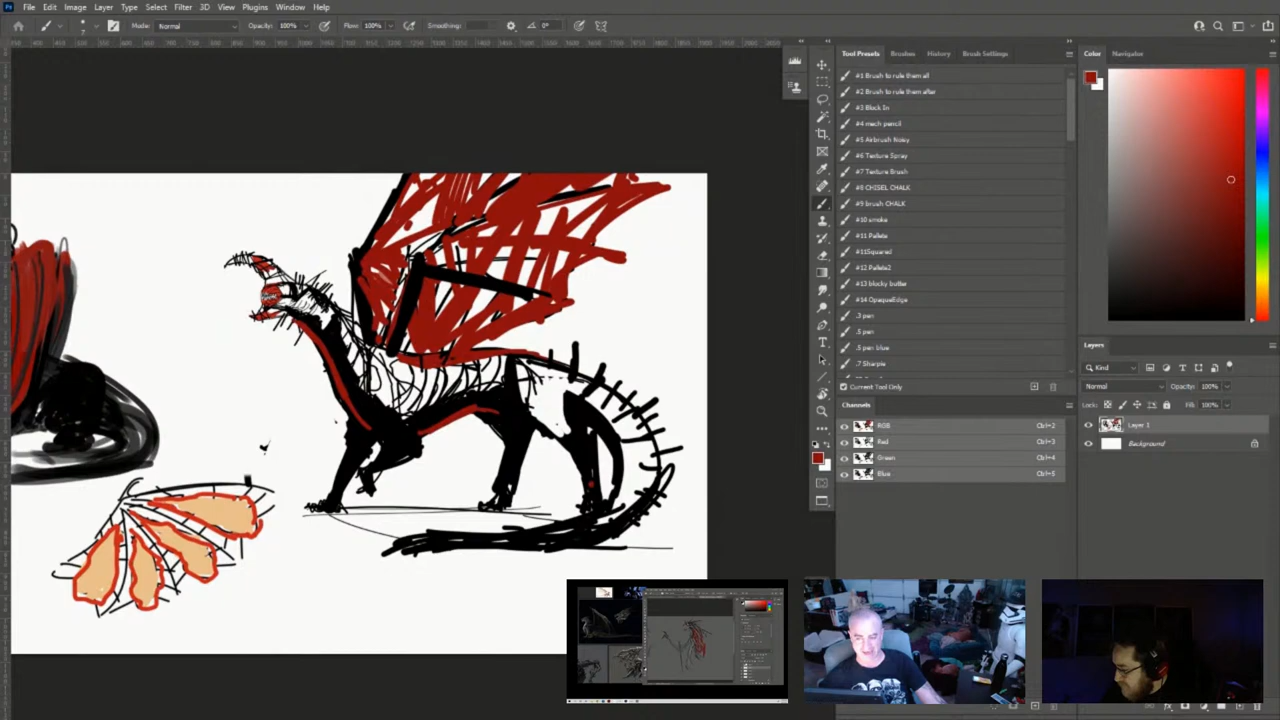 Ps File Edit Image Layer Type Select Filter 3D View Plugins Window Help
Mode: Normal Opacity: 100% Flow: 100% Smoothing: 0°
Tool Presets Brushes History Brush Settings
#1 Brush to rule them all
#2 Brush to rule them after
#3 Block In
#4 mech pencil
#5 Airbrush Noisy
#6 Texture Spray
#7 Texture Brush
#8 CHISEL CHALK
#9 brush CHALK
#10 smoke
#11 Pallete
#11Squared
#12 Pallete2
#13 blocky butter
#14 OpaqueEdge
.3 pen
.5 pen
.5 pen blue
.7 Sharpie
Current Tool Only
Channels
RGB Ctrl+2
Red Ctrl+3
Green Ctrl+4
Blue Ctrl+5
Color Navigator
Layers
Kind
Normal Opacity: 100%
Lock: Fill: 100%
Layer 1
Background